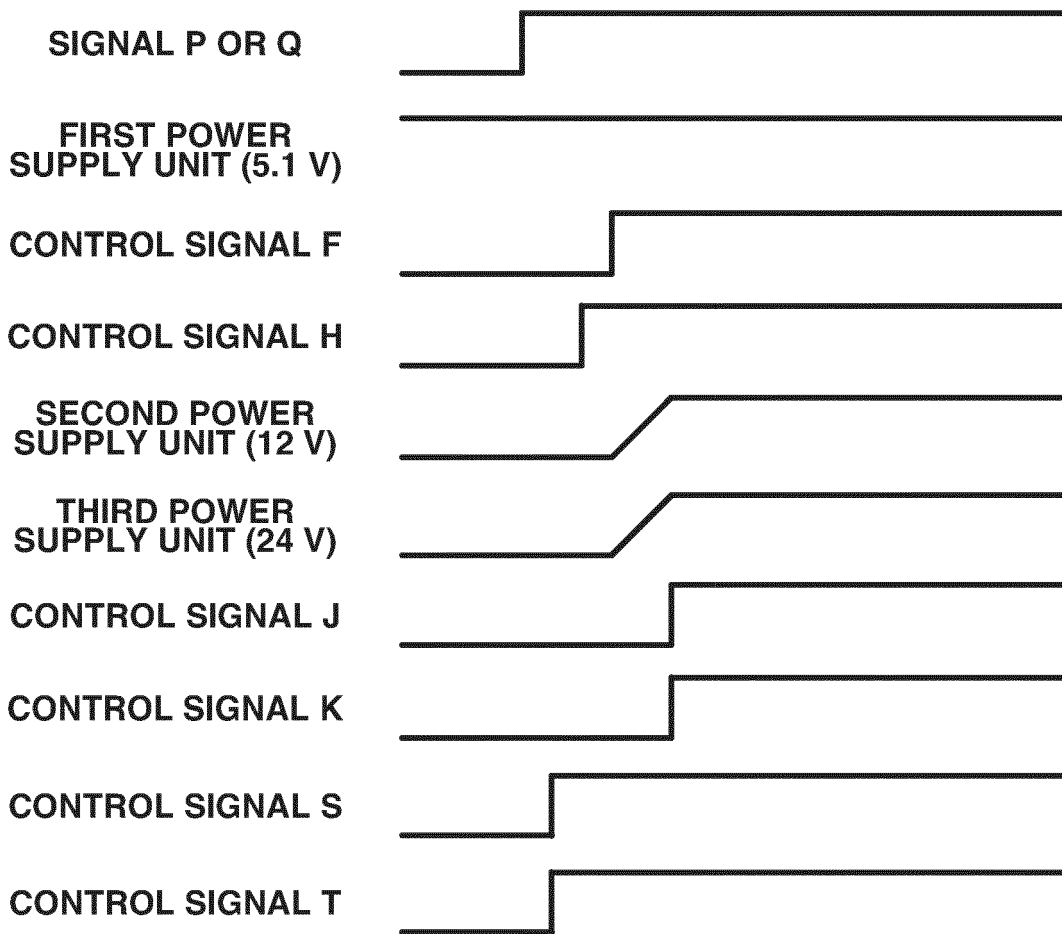 SIGNAL P OR Q
FIRST POWER
SUPPLY UNIT (5.1 V)
CONTROL SIGNAL F
CONTROL SIGNAL H
SECOND POWER
SUPPLY UNIT (12 V)
THIRD POWER
SUPPLY UNIT (24 V)
CONTROL SIGNAL J
CONTROL SIGNAL K
CONTROL SIGNAL S
CONTROL SIGNAL T